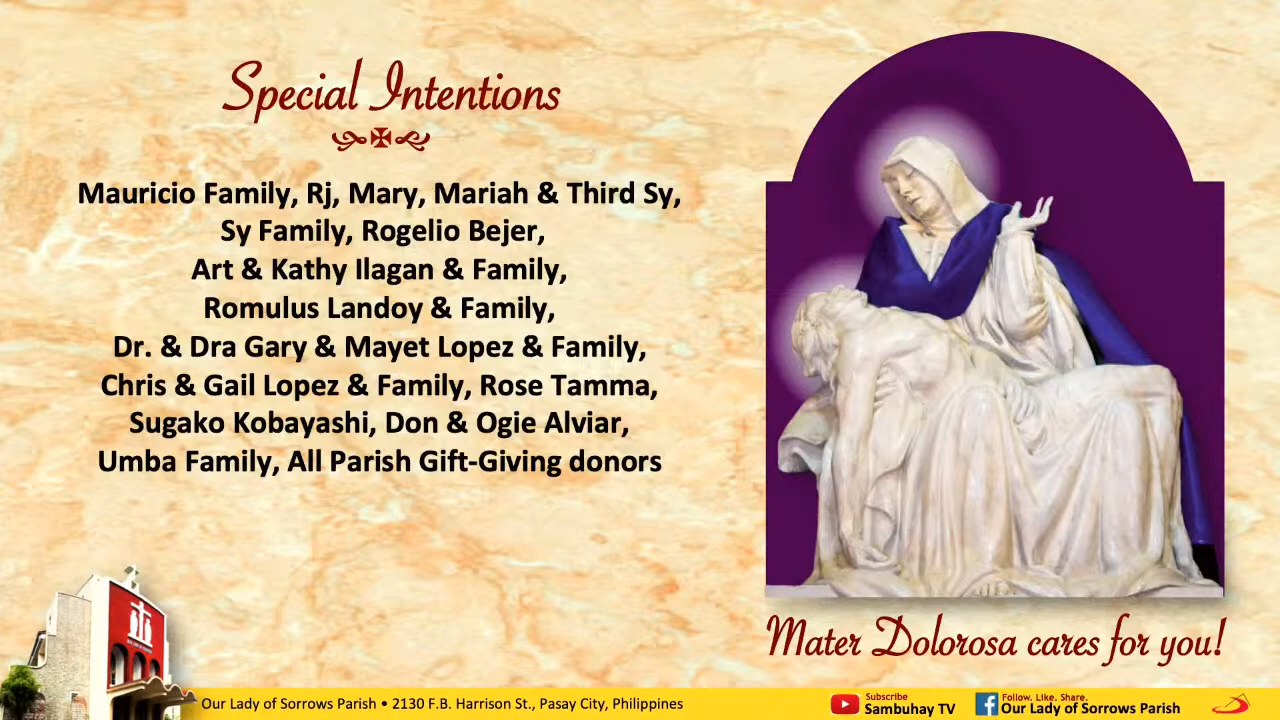 Special Intentions
Mauricio Family, Rj, Mary, Mariah & Third Sy,
Sy Family, Rogelio Bejer,
Art & Kathy Ilagan & Family,
Romulus Landoy & Family,
Dr. & Dra Gary & Mayet Lopez & Family,
Chris & Gail Lopez & Family, Rose Tamma,
Sugako Kobayashi, Don & Ogie Alviar,
Umba Family, All Parish Gift-Giving donors
Mater Dolorosa cares for you!
Our Lady of Sorrows Parish • 2130 F.B. Harrison St., Pasay City, Philippines
Subscribe
Sambuhay TV
Follow. Like. Share.
Our Lady of Sorrows Parish